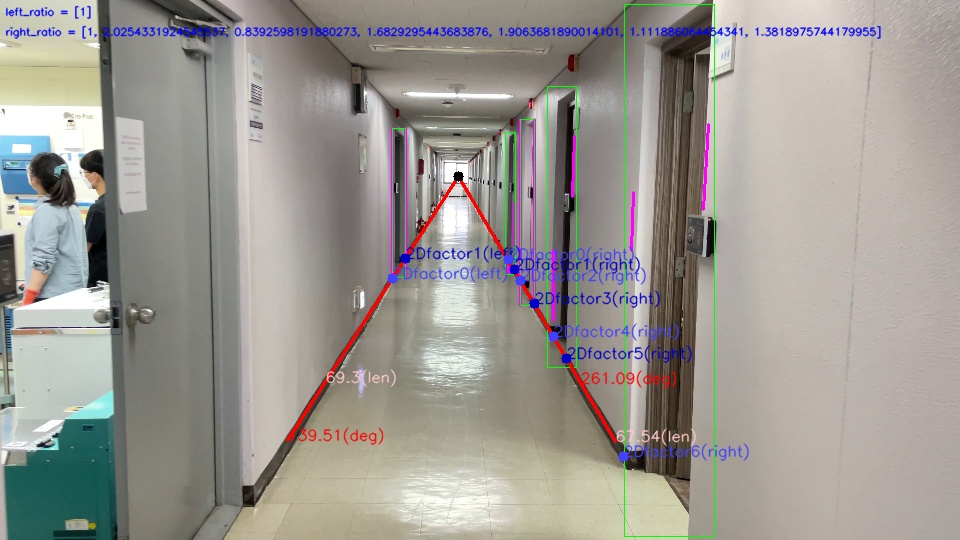 left_ratio = [1]
right_ratio = [1, 2.0254331924545537, 0.8392598191880273, 1.6829295443683876, 1.9063681890014101, 1.111886064454341, 1.3818975744179955]
2Dfactor1(left)
2Dfactor0(right)
2Dfactor1(right)
2Dfactor0(left)
2Dfactor2(right)
2Dfactor3(right)
2Dfactor4(right)
2Dfactor5(right)
69.3(len)
261.09(deg)
39.51(deg)
67.54(len)
2Dfactor6(right)